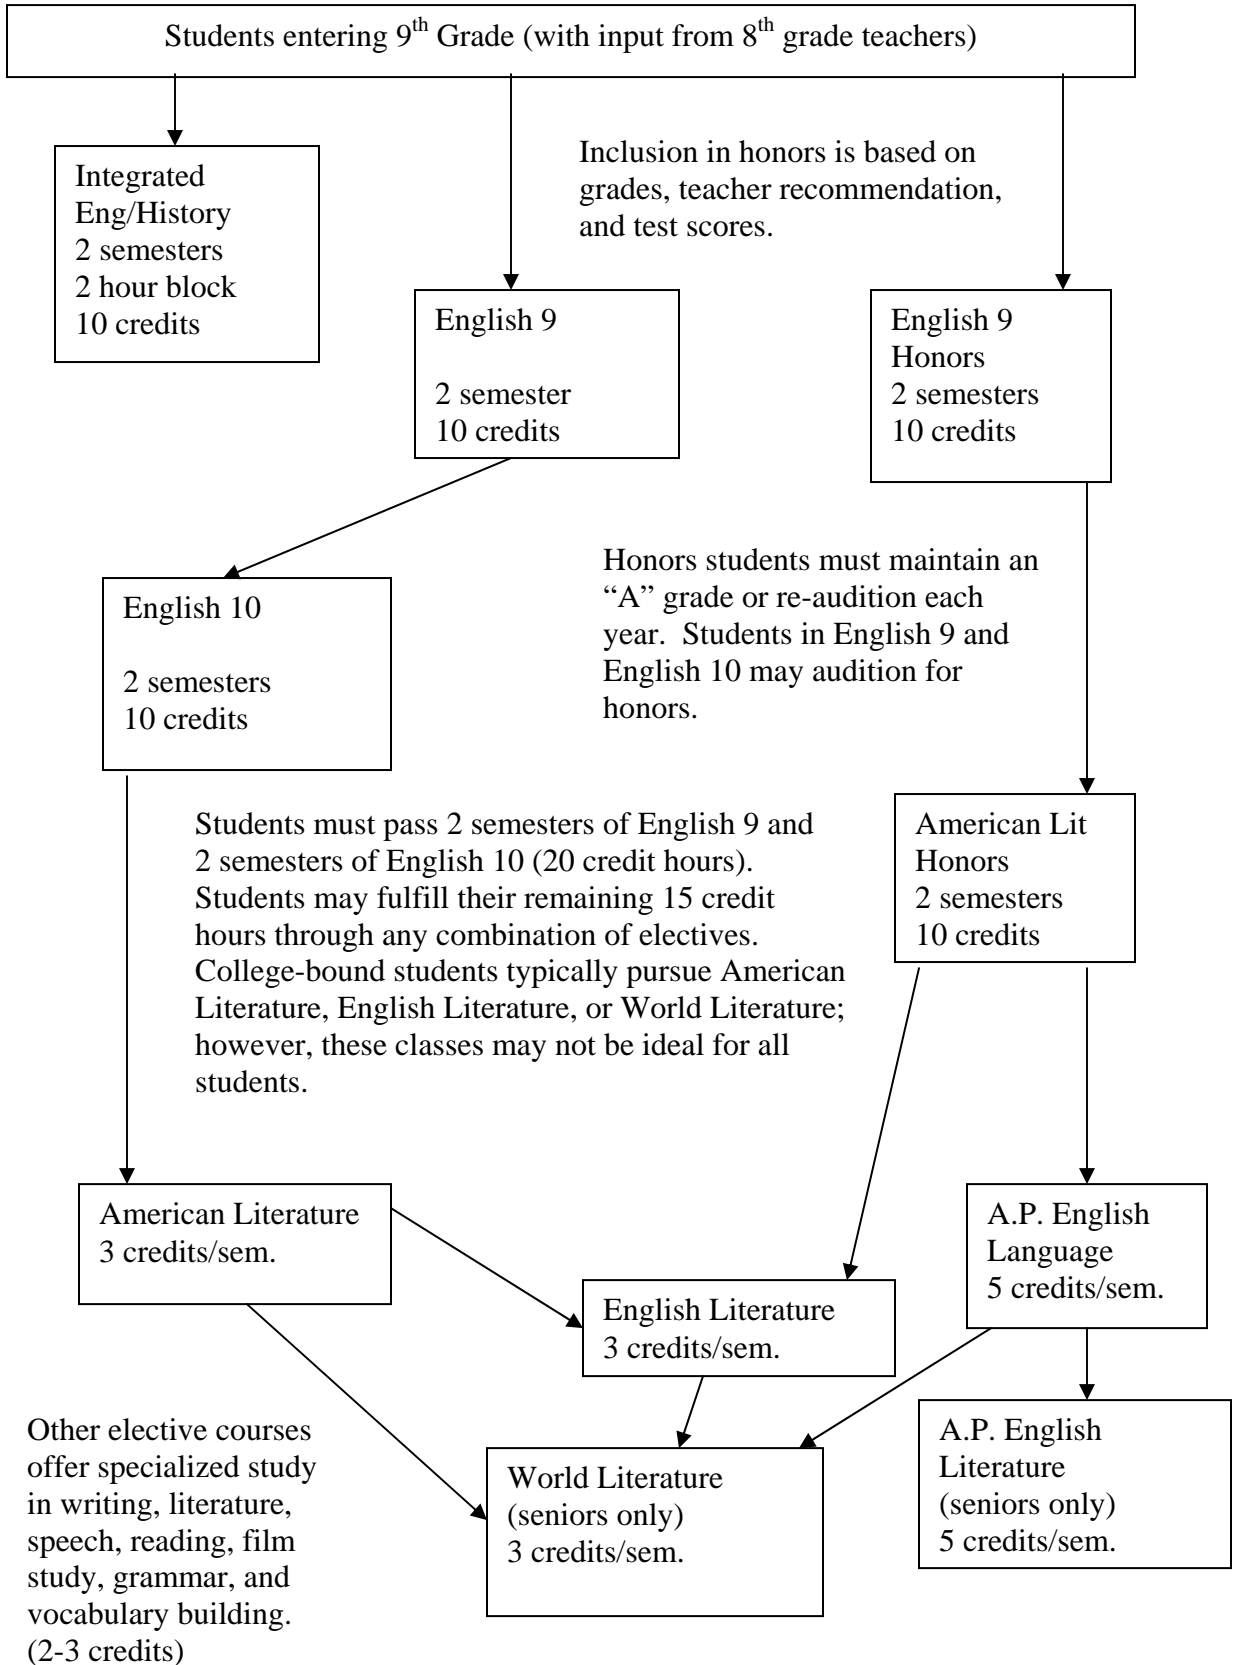 Students entering 9th Grade (with input from 8th grade teachers)
Integrated
Eng/History
2 semesters
2 hour block
10 credits
Inclusion in honors is based on
grades, teacher recommendation,
and test scores.
English 9
2 semester
10 credits
English 9
Honors
2 semesters
10 credits
English 10
2 semesters
10 credits
Honors students must maintain an
“A” grade or re-audition each
year.  Students in English 9 and
English 10 may audition for
honors.
Students must pass 2 semesters of English 9 and
2 semesters of English 10 (20 credit hours).
Students may fulfill their remaining 15 credit
hours through any combination of electives.
College-bound students typically pursue American
Literature, English Literature, or World Literature;
however, these classes may not be ideal for all
students.
American Lit
Honors
2 semesters
10 credits
American Literature
3 credits/sem.
English Literature
3 credits/sem.
A.P. English
Language
5 credits/sem.
Other elective courses
offer specialized study
in writing, literature,
speech, reading, film
study, grammar, and
vocabulary building.
(2-3 credits)
World Literature
(seniors only)
3 credits/sem.
A.P. English
Literature
(seniors only)
5 credits/sem.